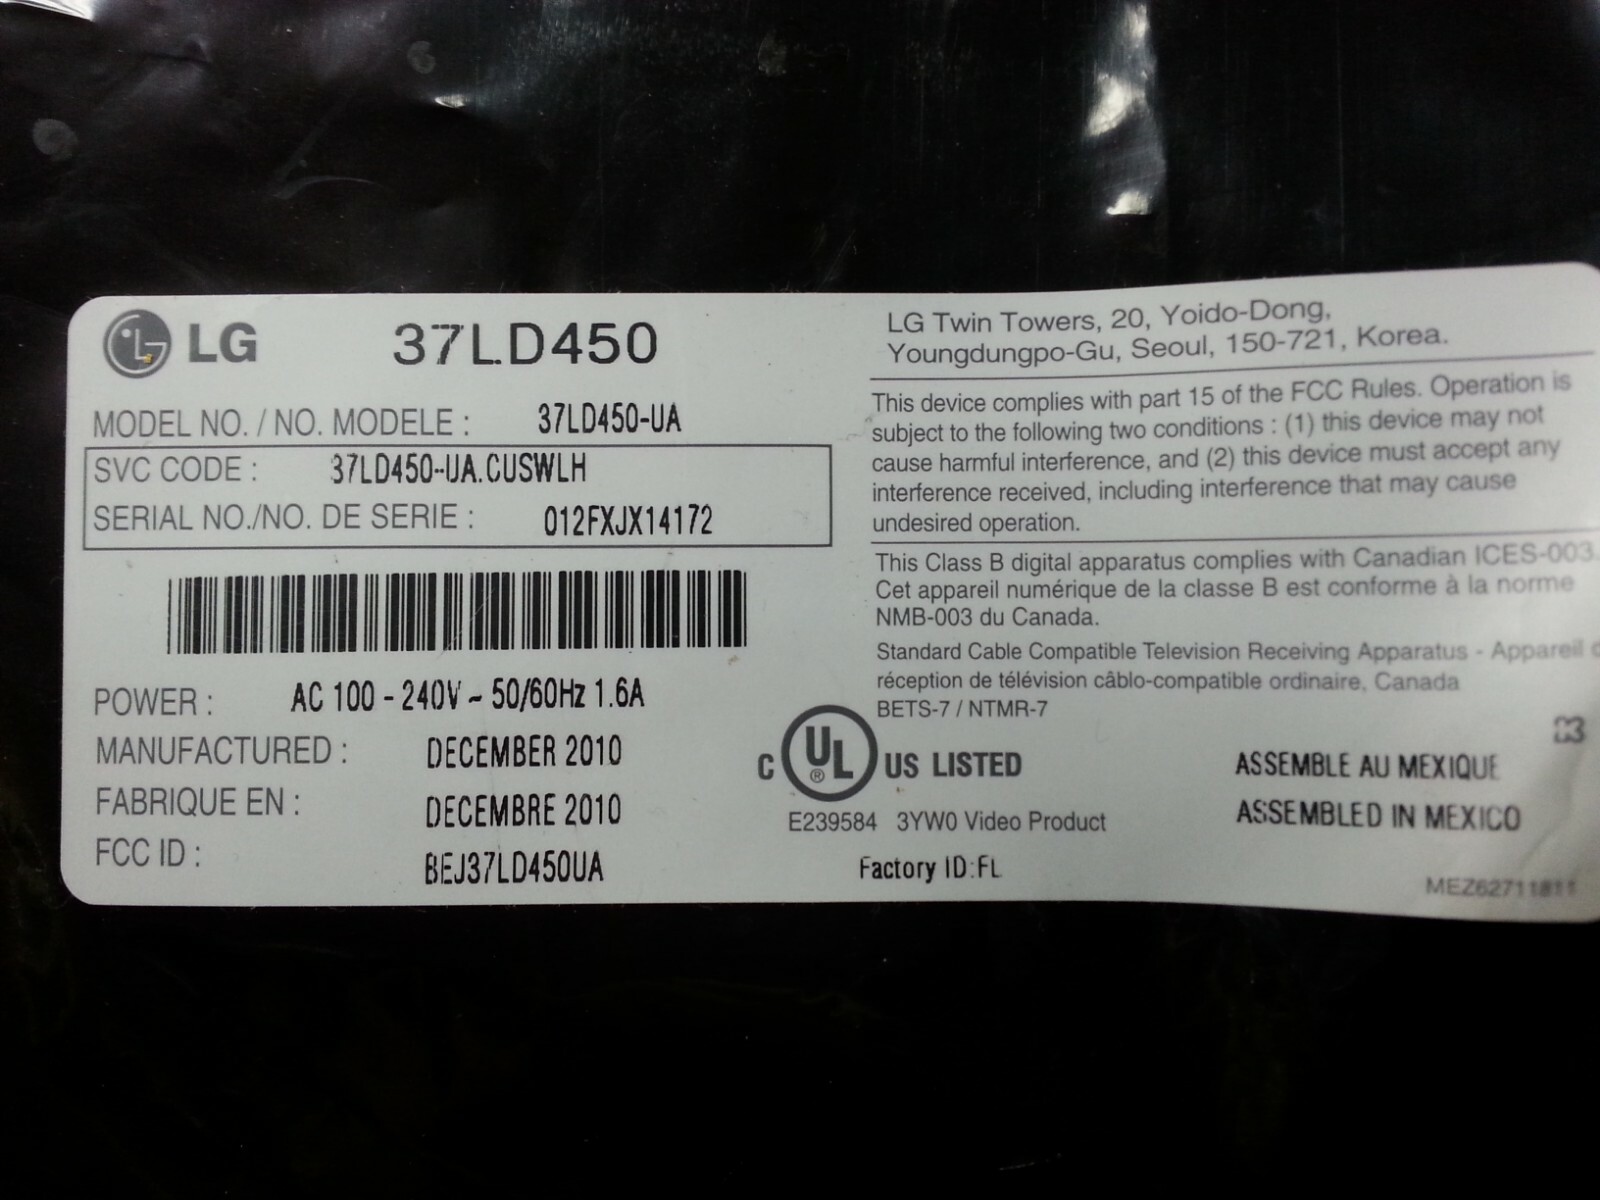 LG 37LD450
MODEL NO. / NO. MODELE : 37LD450-UA
SVC CODE : 37LD450-UA.CUSWLH
SERIAL NO./NO. DE SERIE : 012FXJX14172
POWER : AC 100 - 240V ~ 50/60Hz 1.6A
MANUFACTURED : DECEMBER 2010
FABRIQUE EN : DECEMBRE 2010
FCC ID : BEJ37LD450UA
LG Twin Towers, 20, Yoido-Dong,
Youngdungpo-Gu, Seoul, 150-721, Korea.
This device complies with part 15 of the FCC Rules. Operation is
subject to the following two conditions : (1) this device may not
cause harmful interference, and (2) this device must accept any
interference received, including interference that may cause
undesired operation.
This Class B digital apparatus complies with Canadian ICES-003.
Cet appareil numérique de la classe B est conforme à la norme
NMB-003 du Canada.
Standard Cable Compatible Television Receiving Apparatus - Appareil
réception de télévision câblo-compatible ordinaire, Canada
BETS-7 / NTMR-7
C UL ® US LISTED
E239584 3YW0 Video Product
Factory ID:FL
ASSEMBLE AU MEXIQUE
ASSEMBLED IN MEXICO